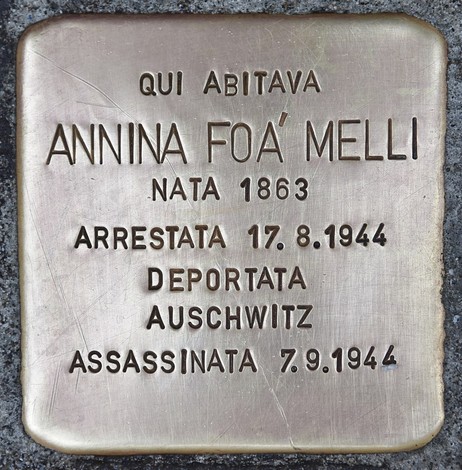 QUI ABITAVA
ANNINA FOA' MELLI
NATA 1863
ARRESTATA 17.8.1944
DEPORTATA
AUSCHWITZ
ASSASSINATA 7.9.1944